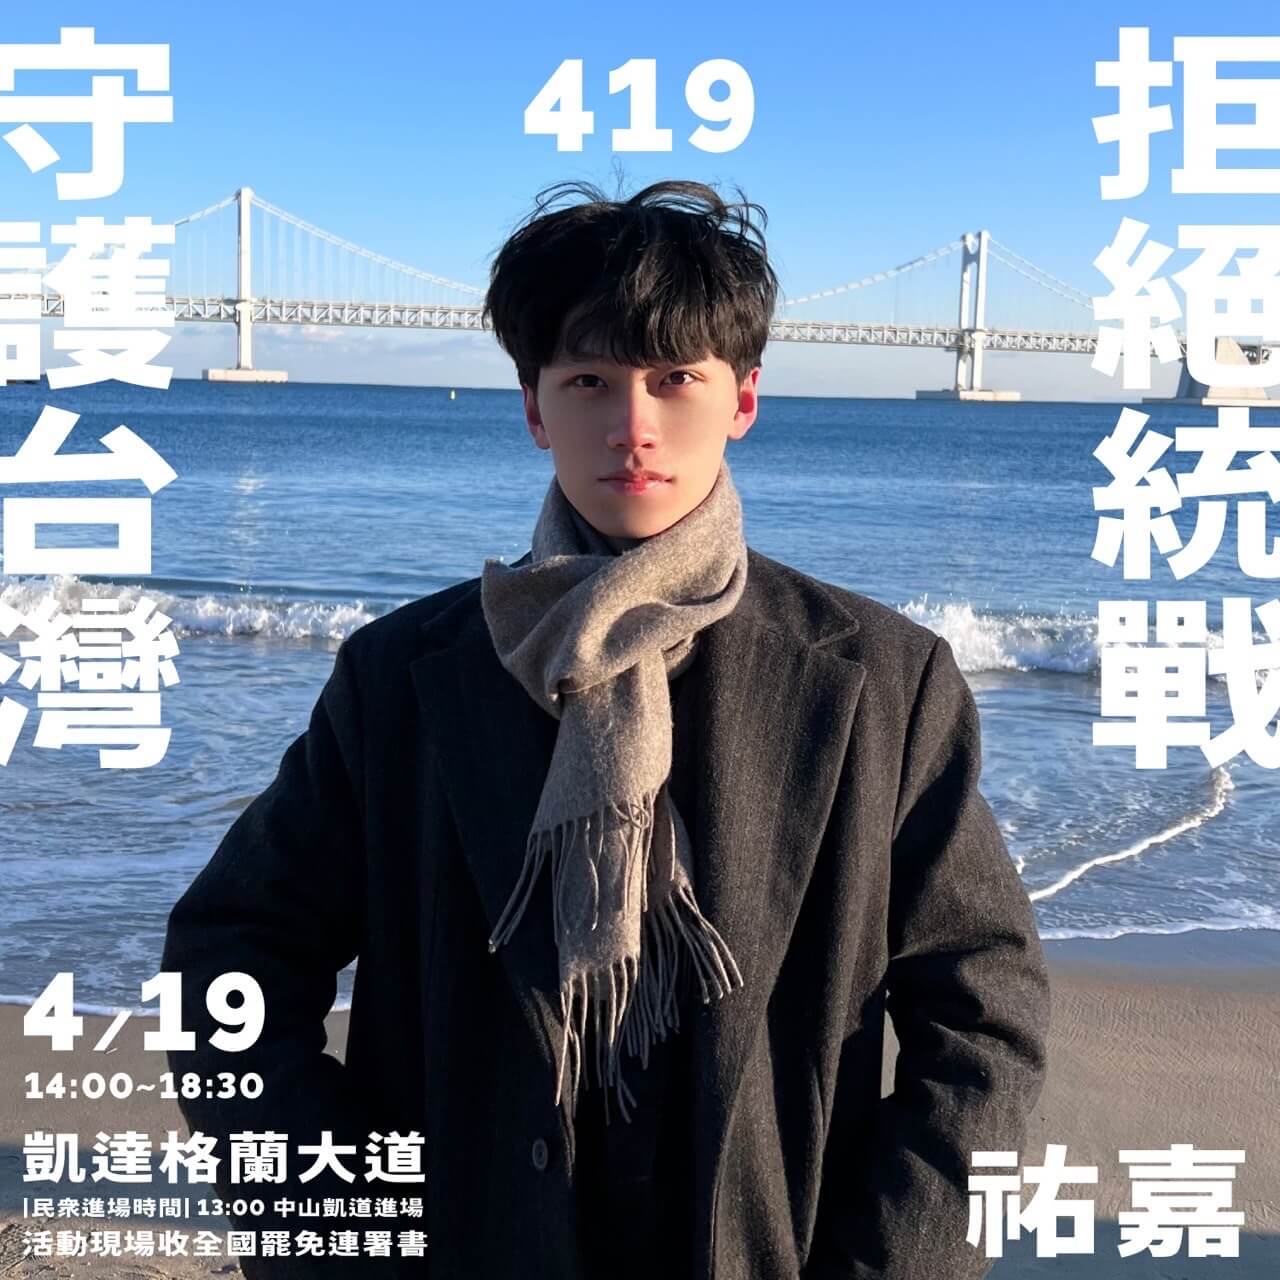 419
拒絕統戰
守護台灣
4/19
14:00~18:30
凱達格蘭大道
|民眾進場時間| 13:00 中山凱道進場
活動現場收全國罷免連署書
祐嘉